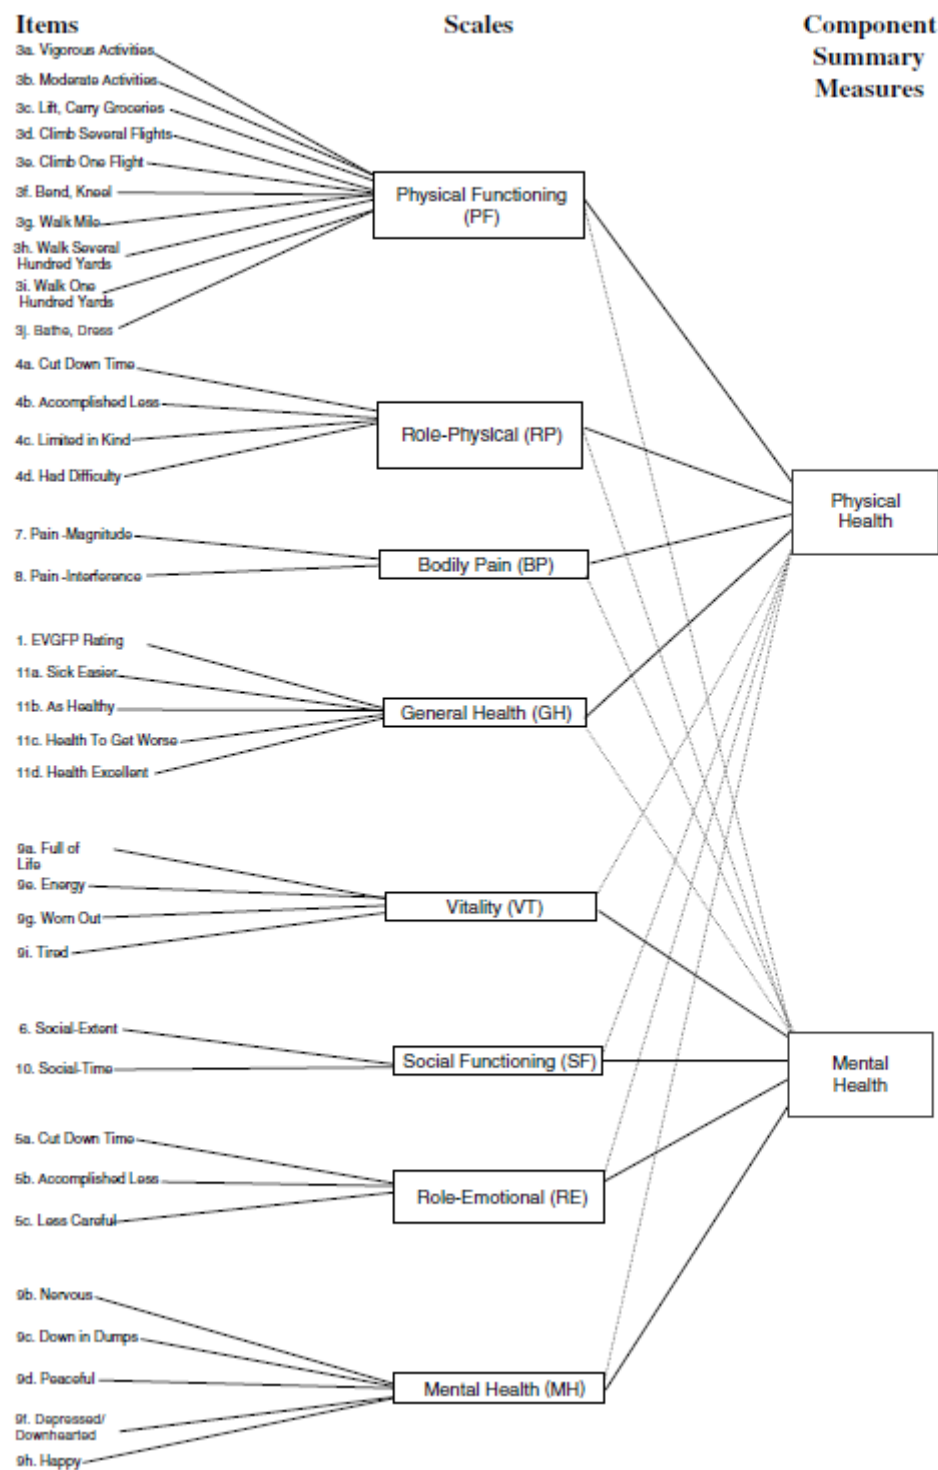 Items
Scales
Component
Summary
Measures
3a. Vigorous Activities
3b. Moderate Activities
3c. Lift, Carry Groceries
3d. Climb Several Flights
3e. Climb One Flight
3f. Bend, Kneel
3g. Walk Mile
3h. Walk Several
Hundred Yards
3i. Walk One
Hundred Yards
3j. Bathe, Dress
Physical Functioning
(PF)
4a. Cut Down Time
4b. Accomplished Less
4c. Limited in Kind
4d. Had Difficulty
Role-Physical (RP)
7. Pain -Magnitude
8. Pain -Interference
Bodily Pain (BP)
1. EVGFP Rating
11a. Sick Easier
11b. As Healthy
11c. Health To Get Worse
11d. Health Excellent
General Health (GH)
9a. Full of
Life
9e. Energy
9g. Worn Out
9i. Tired
Vitality (VT)
6. Social-Extent
10. Social-Time
Social Functioning (SF)
5a. Cut Down Time
5b. Accomplished Less
5c. Less Careful
Role-Emotional (RE)
9b. Nervous
9c. Down in Dumps
9d. Peaceful
9f. Depressed/
Downhearted
9h. Happy
Mental Health (MH)
Physical
Health
Mental
Health